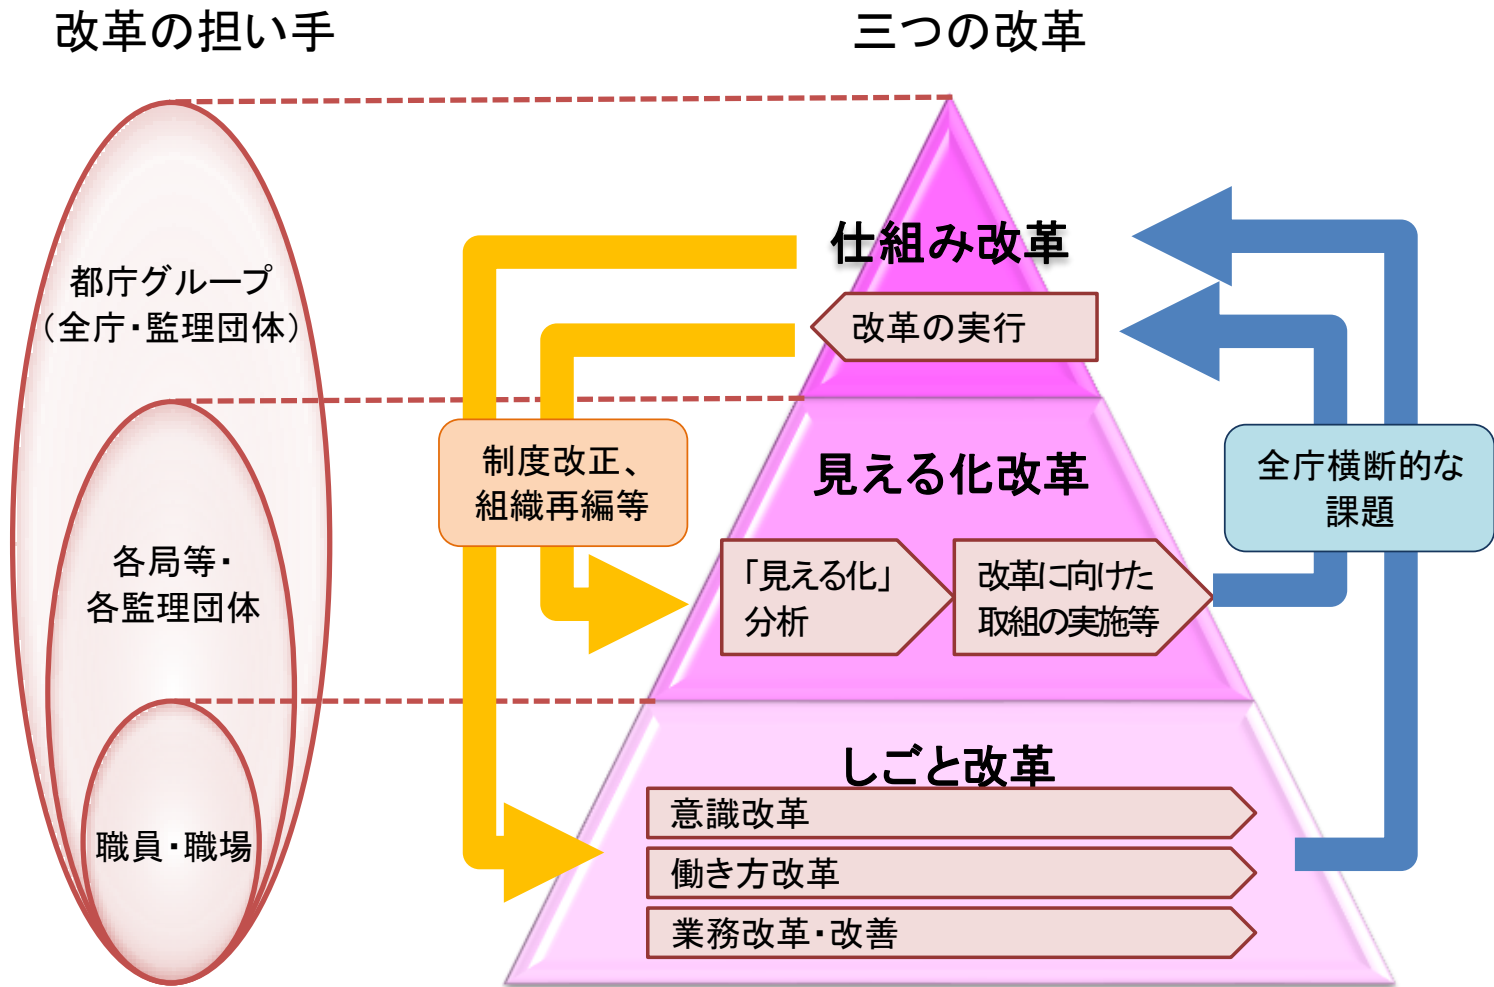 改革の担い手
三つの改革
都庁グループ
（全庁・監理団体）
各局等・
各監理団体
職員・職場
仕組み改革
改革の実行
制度改正、
組織再編等
見える化改革
「見える化」
分析
改革に向けた
取組の実施等
全庁横断的な
課題
しごと改革
意識改革
働き方改革
業務改革・改善